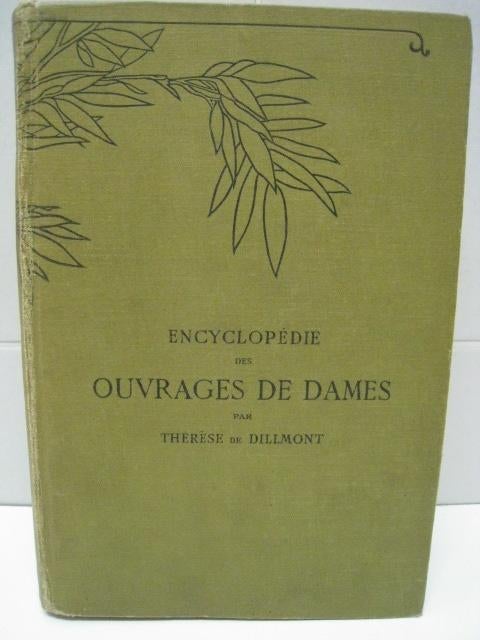 ENCYCLOPÉDIE
DES
OUVRAGES DE DAMES
PAR
THÉRÈSE DE DILLMONT